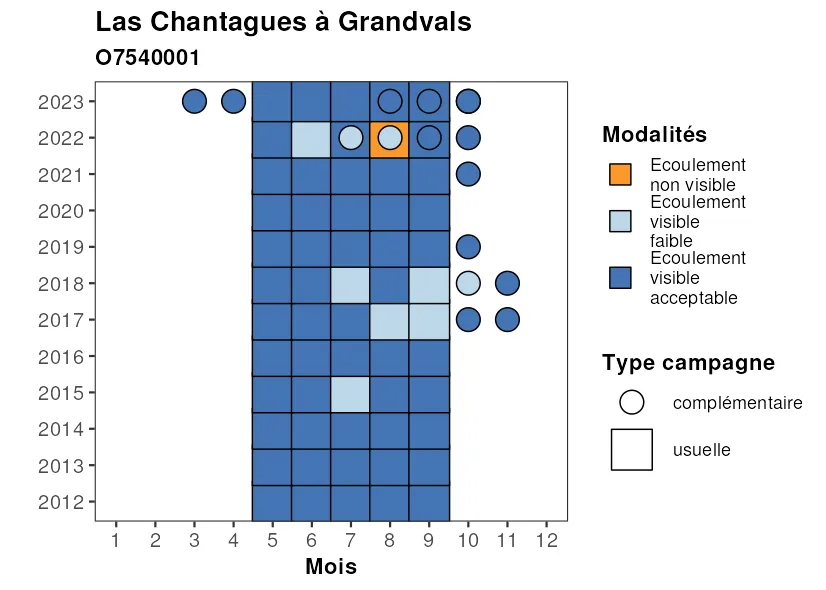 Las Chantagues à Grandvals
O7540001
2023
2022
2021
2020
2019
2018
2017
2016
2015
2014
2013
2012
1 2 3 4 5 6 7 8 9 10 11 12
Mois
Modalités
Ecoulement
non visible
Ecoulement
visible
faible
Ecoulement
visible
acceptable
Type campagne
complémentaire
usuelle